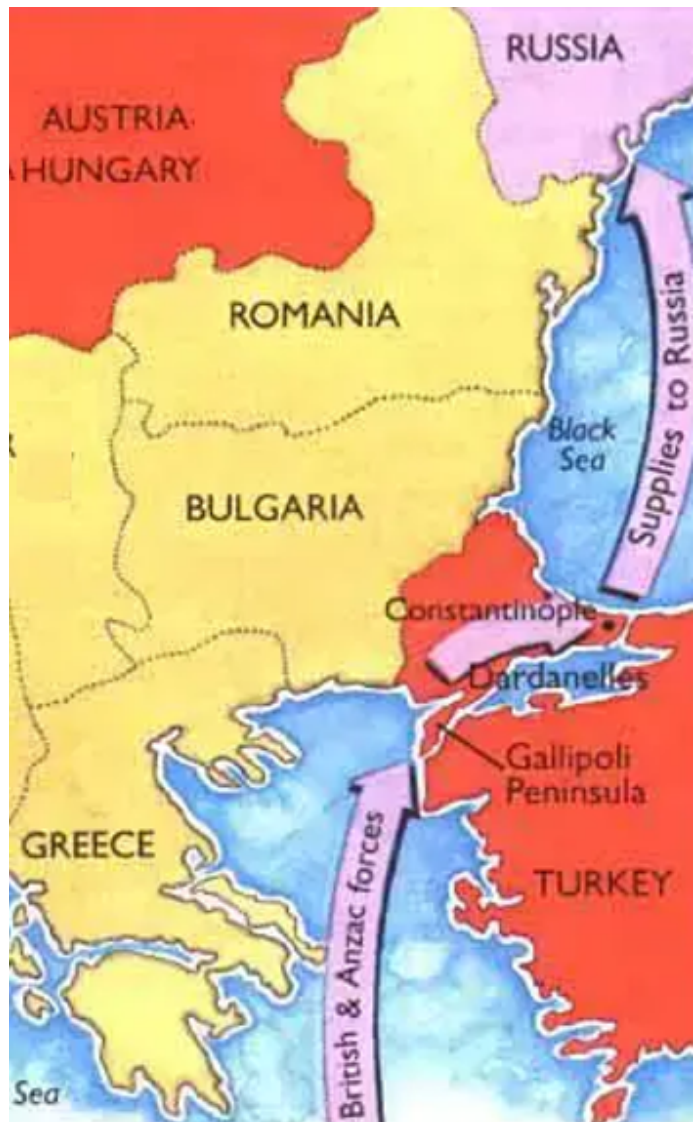 RUSSIA
AUSTRIA-
HUNGARY
ROMANIA
Black
Sea
Supplies to Russia
BULGARIA
Constantinople
Dardanelles
Gallipoli
Peninsula
GREECE
TURKEY
British & Anzac forces
Sea